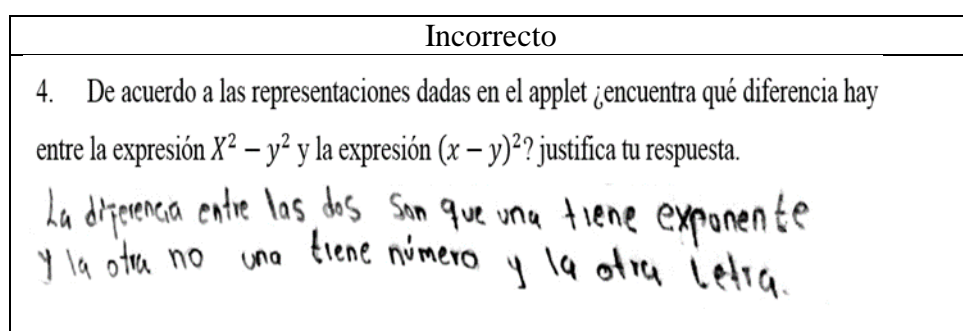 Incorrecto
4. De acuerdo a las representaciones dadas en el applet ¿encuentra qué diferencia hay
entre la expresión X² − y² y la expresión (x − y)²? justifica tu respuesta.
La diferencia entre las dos son que una tiene exponente
y la otra no una tiene número y la otra Letra.